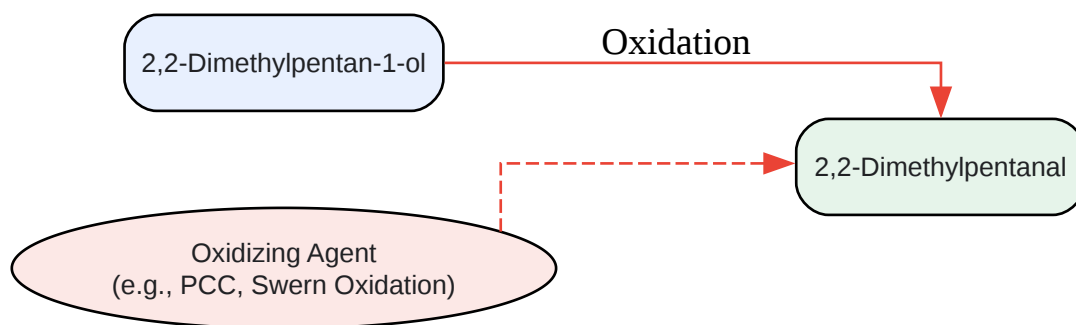 Oxidation
2,2-Dimethylpentan-1-ol
2,2-Dimethylpentanal
Oxidizing Agent
(e.g., PCC, Swern Oxidation)